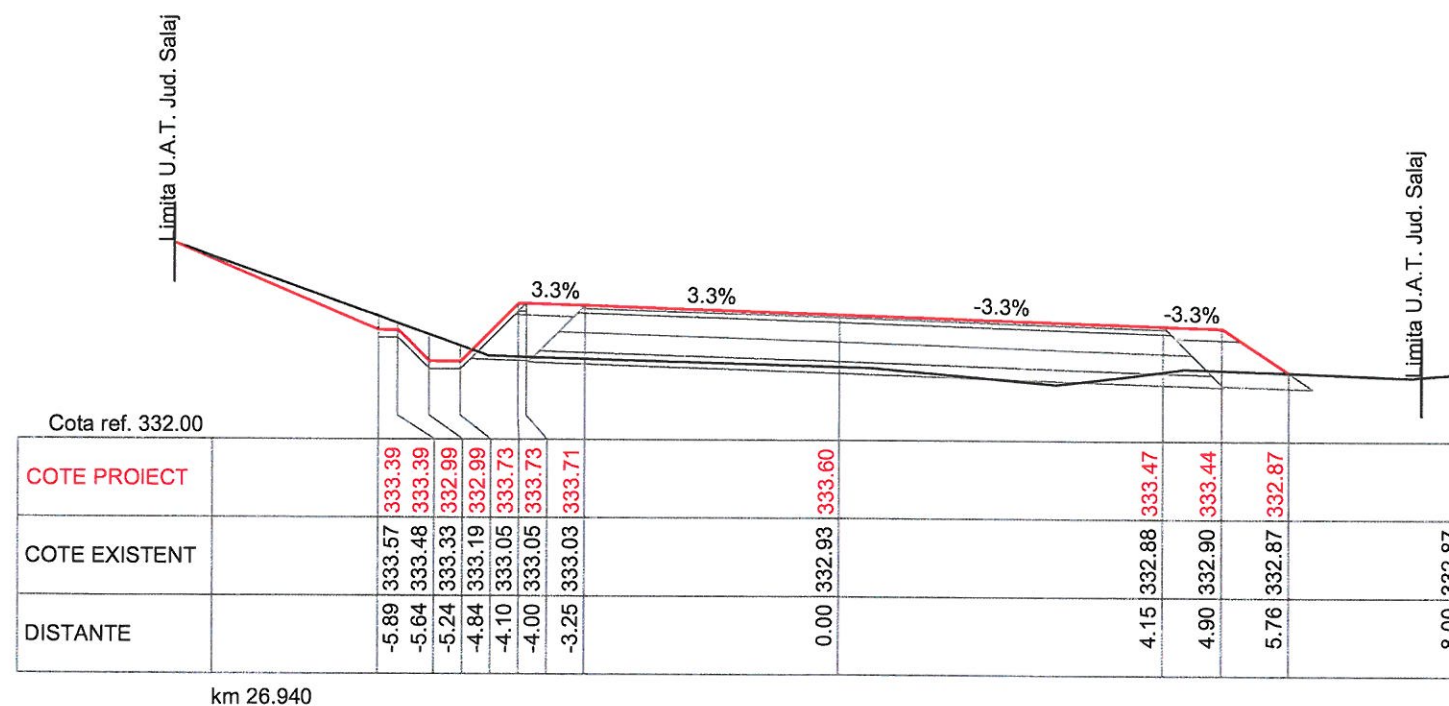 Limita U.A.T. Jud. Salaj
Limita U.A.T. Jud. Salaj
3.3%
3.3%
-3.3%
-3.3%
Cota ref. 332.00
COTE PROIECT 333.39 333.39 332.99 332.99 333.73 333.73 333.71 333.60 333.47 333.44 332.87
COTE EXISTENT 333.57 333.48 333.33 333.19 333.05 333.05 333.03 332.93 332.88 332.90 332.87 332.87
DISTANTE -5.89 -5.64 -5.24 -4.84 -4.10 -4.00 -3.25 0.00 4.15 4.90 5.76 8.00
km 26.940